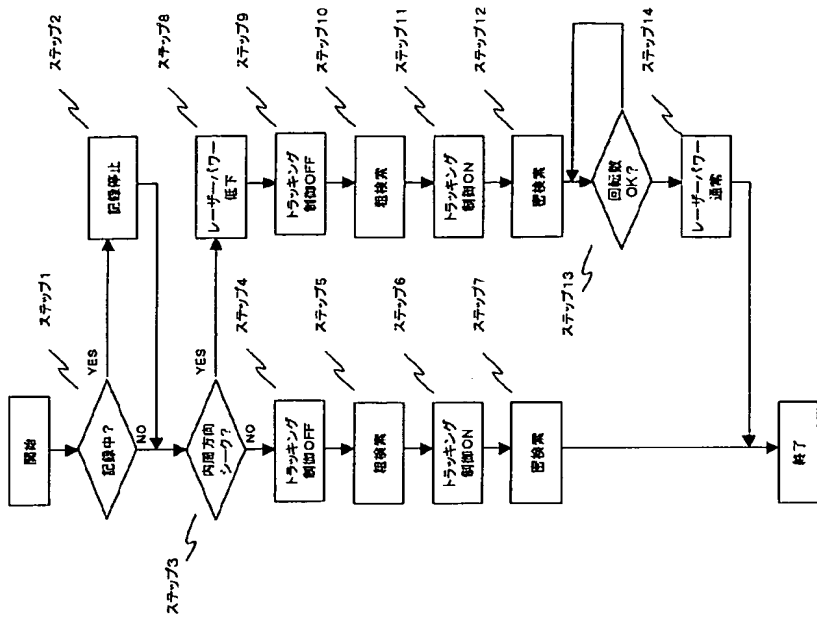 開始
ステップ1
記録中?
YES
NO
ステップ2
記録停止
ステップ3
内周方向
シーク?
YES
NO
ステップ4
トラッキング
制御OFF
ステップ5
粗検索
ステップ6
トラッキング
制御ON
ステップ7
密検索
ステップ8
レーザーパワー
低下
ステップ9
トラッキング
制御OFF
ステップ10
粗検索
ステップ11
トラッキング
制御ON
ステップ12
密検索
ステップ13
回転数
OK?
ステップ14
レーザーパワー
通常
終了